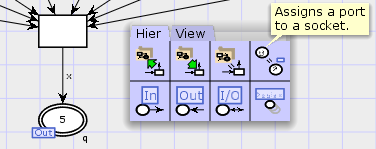 Assigns a port
to a socket.
Hier View
x
In Out I/O
5
Out
q